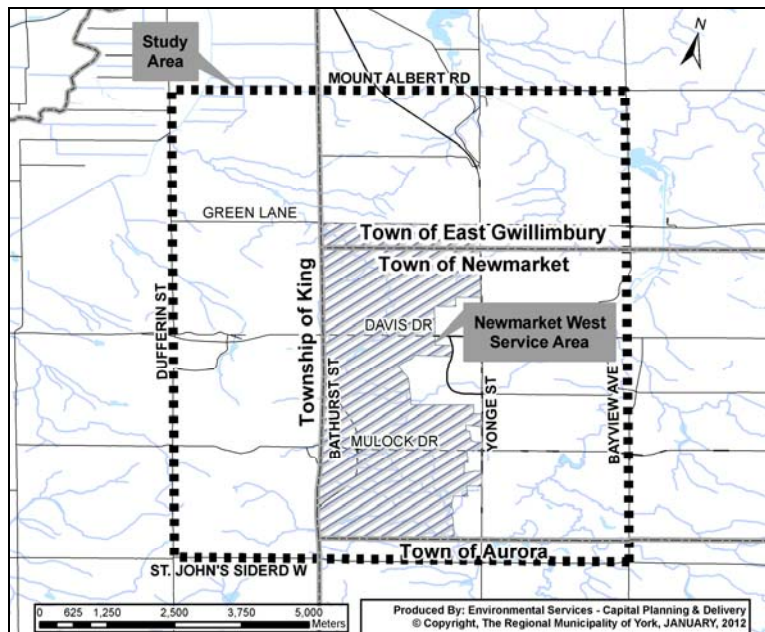 Study
Area
N
MOUNT ALBERT RD
GREEN LANE
Town of East Gwillimbury
Town of Newmarket
DUFFERIN ST
Township of King
BATHURST ST.
DAVIS DR
Newmarket West
Service Area
YONGE ST
BAYVIEW AVE
MULOCK DR
Town of Aurora
ST. JOHN'S SIDERD W
0 625 1,250 2,500 3,750 5,000
Meters
Produced By: Environmental Services - Capital Planning & Delivery
© Copyright, The Regional Municipality of York, JANUARY, 2012